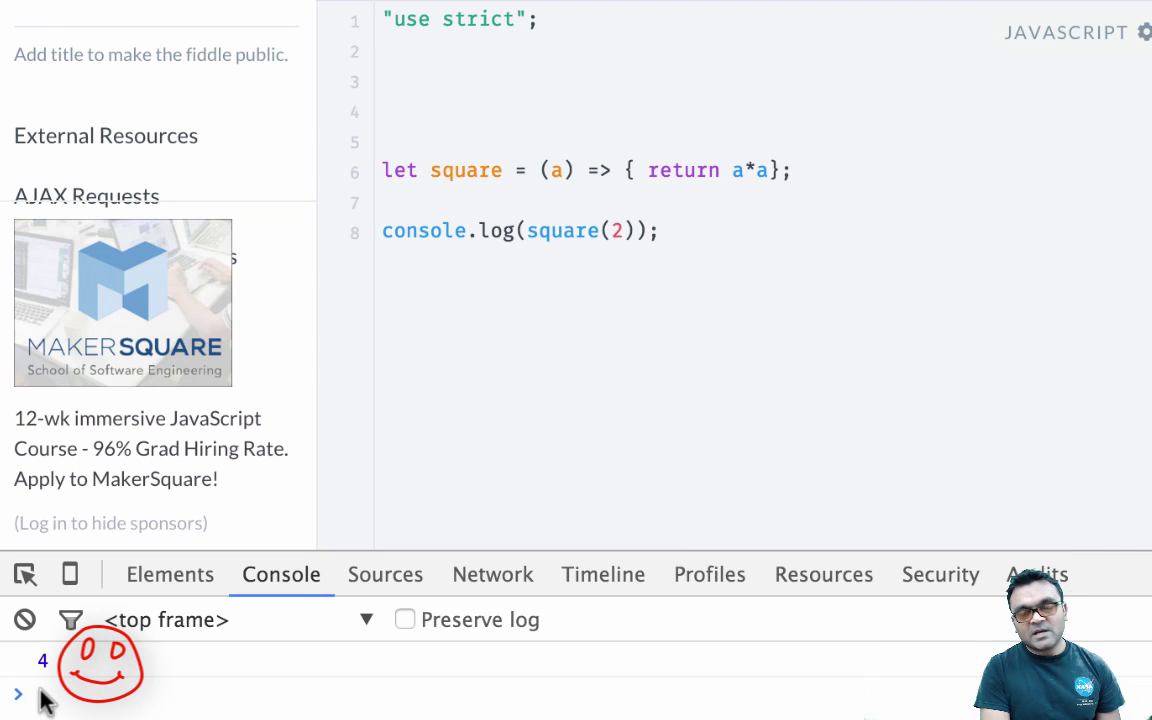 Add title to make the fiddle public.
External Resources
AJAX Requests
s
MAKERSQUARE
School of Software Engineering
12-wk immersive JavaScript
Course - 96% Grad Hiring Rate.
Apply to MakerSquare!
(Log in to hide sponsors)
JAVASCRIPT
1 "use strict";
2
3
4
5
6 let square = (a) => { return a*a};
7
8 console.log(square(2));
Elements Console Sources Network Timeline Profiles Resources Security Audits
<top frame> ▼ Preserve log
4
>